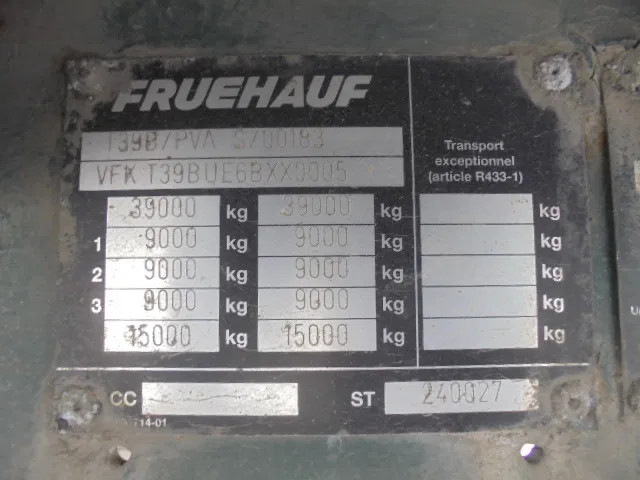 FRUEHAUF
T39B/PVA S700183
VFK T39BUE6BXX0005
Transport
exceptionnel
(article R433-1)
39000 kg 39000 kg kg
1 9000 kg 9000 kg kg
2 9000 kg 9000 kg kg
3 9000 kg 9000 kg kg
15000 kg 15000 kg kg
CC ST 240027
714-01